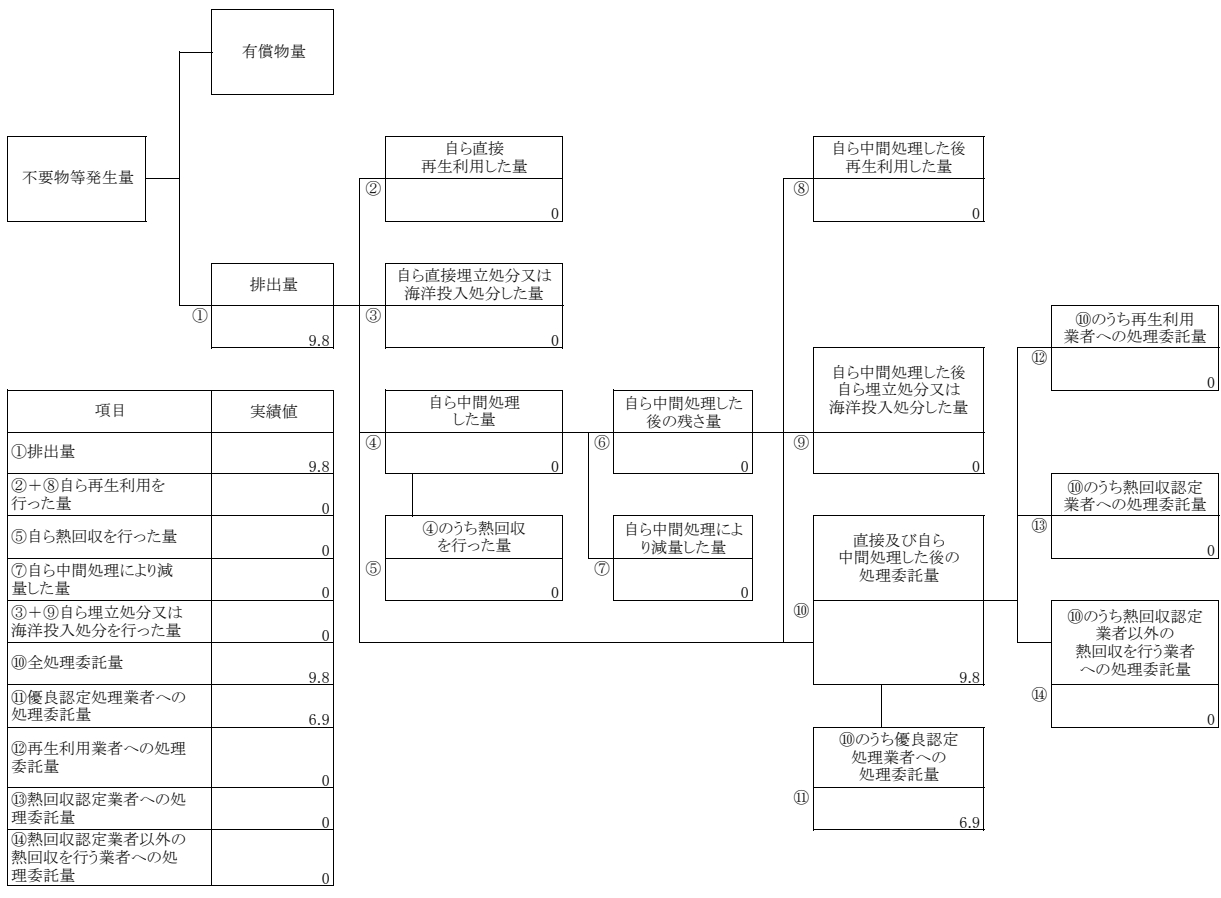 有償物量
不要物等発生量
自ら直接
再生利用した量
②
0
自ら中間処理した後
再生利用した量
⑧
0
排出量
①
9.8
自ら直接埋立処分又は
海洋投入処分した量
③
0
⑩のうち再生利用
業者への処理委託量
⑫
0
自ら中間処理
した量
④
0
自ら中間処理した
後の残さ量
⑥
0
自ら中間処理した後
自ら埋立処分又は
海洋投入処分した量
⑨
0
⑩のうち熱回収認定
業者への処理委託量
⑬
0
④のうち熱回収
を行った量
⑤
0
自ら中間処理によ
り減量した量
⑦
0
直接及び自ら
中間処理した後の
処理委託量
⑩
9.8
⑩のうち熱回収認定
業者以外の
熱回収を行う業者
への処理委託量
⑭
0
⑩のうち優良認定
処理業者への
処理委託量
⑪
6.9
項目 実績値
①排出量 9.8
②＋⑧自ら再生利用を
行った量 0
⑤自ら熱回収を行った量 0
⑦自ら中間処理により減
量した量 0
③＋⑨自ら埋立処分又は
海洋投入処分を行った量 0
⑩全処理委託量 9.8
⑪優良認定処理業者への
処理委託量 6.9
⑫再生利用業者への処理
委託量 0
⑬熱回収認定業者への処
理委託量 0
⑭熱回収認定業者以外の
熱回収を行う業者への処
理委託量 0